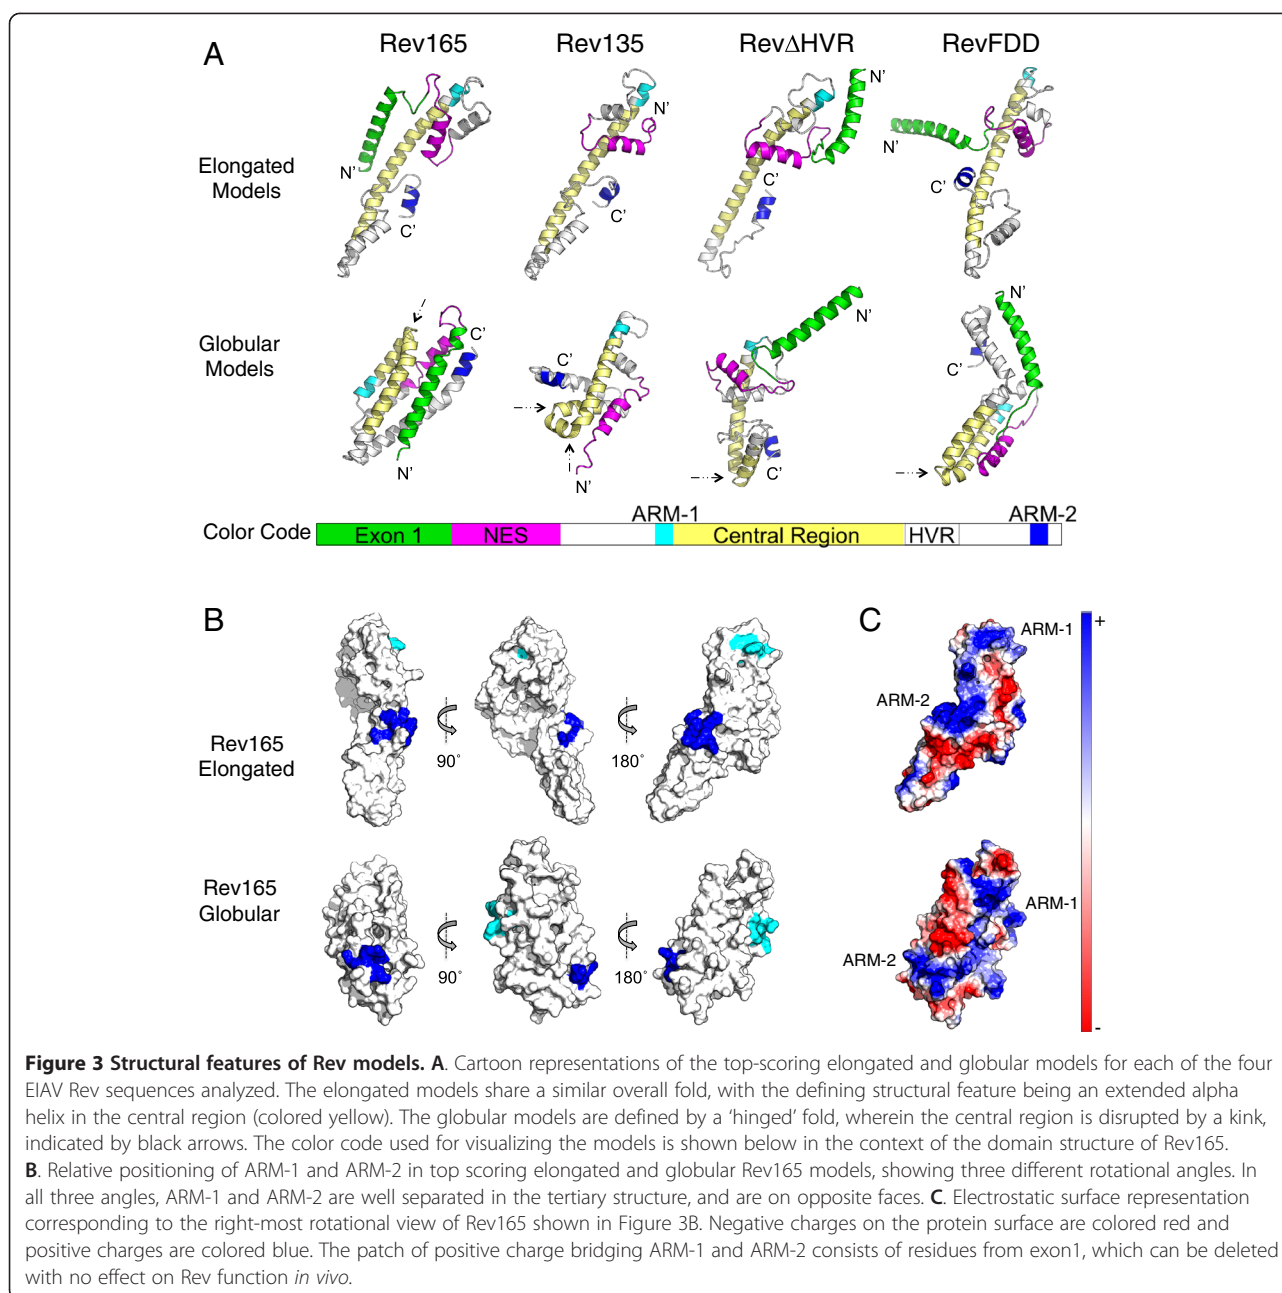 A
Rev165 Rev135 RevΔHVR RevFDD
Elongated
Models
N'
C'
N'
C'
N'
C'
N'
C'
Globular
Models
C'
N'
C'
N'
N'
C'
N'
C'
Color Code
Exon 1 NES ARM-1 Central Region HVR ARM-2
B
Rev165
Elongated
90°
180°
Rev165
Globular
90°
180°
C
ARM-1
ARM-2
ARM-1
ARM-2
+
-
Figure 3 Structural features of Rev models. A. Cartoon representations of the top-scoring elongated and globular models for each of the four
EIAV Rev sequences analyzed. The elongated models share a similar overall fold, with the defining structural feature being an extended alpha
helix in the central region (colored yellow). The globular models are defined by a ‘hinged’ fold, wherein the central region is disrupted by a kink,
indicated by black arrows. The color code used for visualizing the models is shown below in the context of the domain structure of Rev165.
B. Relative positioning of ARM-1 and ARM-2 in top scoring elongated and globular Rev165 models, showing three different rotational angles. In
all three angles, ARM-1 and ARM-2 are well separated in the tertiary structure, and are on opposite faces. C. Electrostatic surface representation
corresponding to the right-most rotational view of Rev165 shown in Figure 3B. Negative charges on the protein surface are colored red and
positive charges are colored blue. The patch of positive charge bridging ARM-1 and ARM-2 consists of residues from exon1, which can be deleted
with no effect on Rev function in vivo.